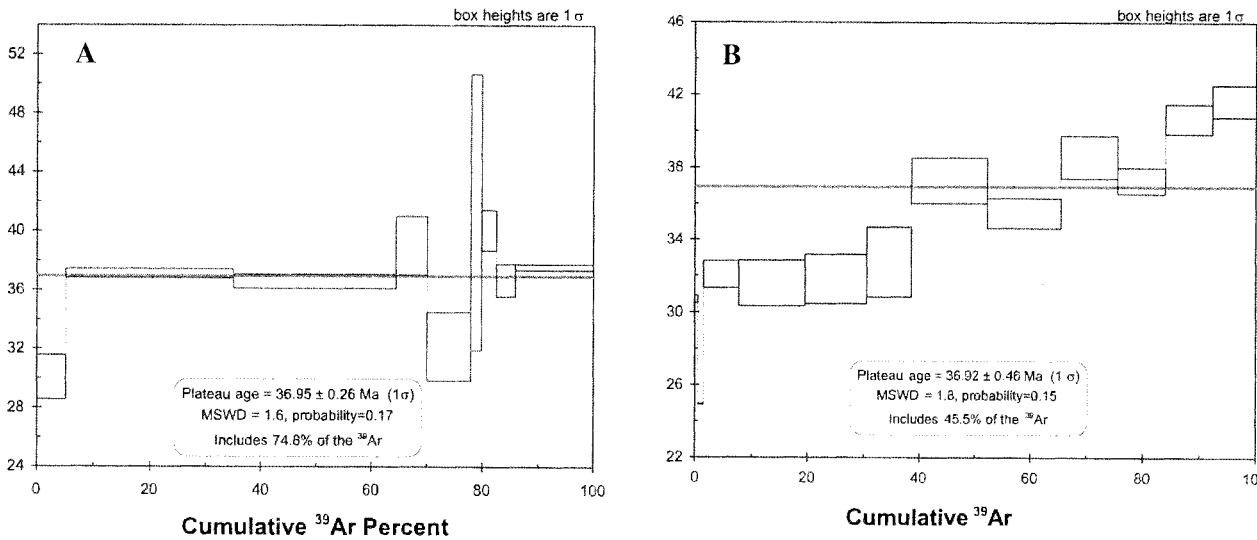 box heights are 1 σ
A
52
48
44
40
36
32
28
24
Plateau age = 36.95 ± 0.26 Ma (1σ)
MSWD = 1.6, probability=0.17
Includes 74.8% of the ³⁹Ar
0
20
40
60
80
100
Cumulative ³⁹Ar Percent
box heights are 1 σ
B
46
42
38
34
30
26
22
Plateau age = 36.92 ± 0.46 Ma (1 σ)
MSWD = 1.8, probability=0.15
Includes 45.5% of the ³⁹Ar
0
20
40
60
80
10
Cumulative ³⁹Ar